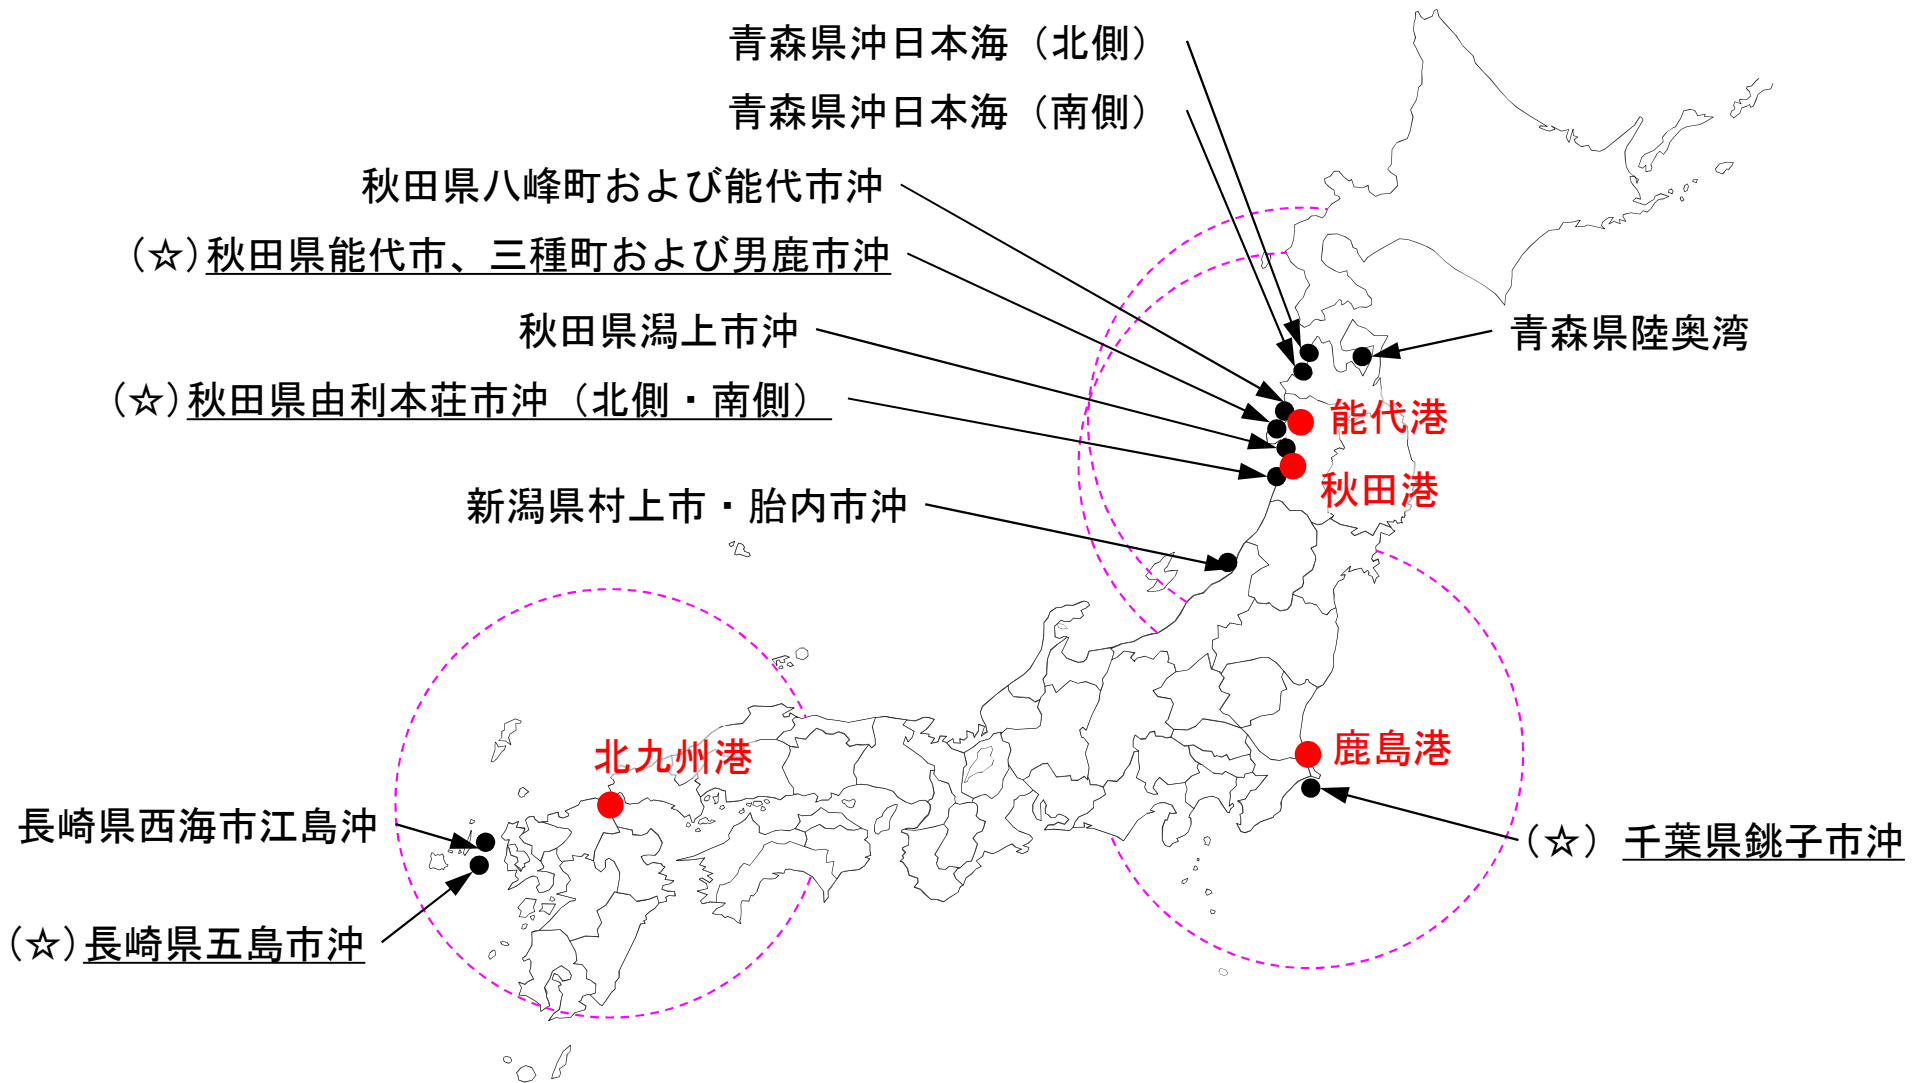 青森県沖日本海（北側）
青森県沖日本海（南側）
秋田県八峰町および能代市沖
(☆)秋田県能代市、三種町および男鹿市沖
秋田県潟上市沖
青森県陸奥湾
(☆)秋田県由利本荘市沖（北側・南側）
能代港
秋田港
新潟県村上市・胎内市沖
北九州港
鹿島港
長崎県西海市江島沖
(☆) 千葉県銚子市沖
(☆)長崎県五島市沖